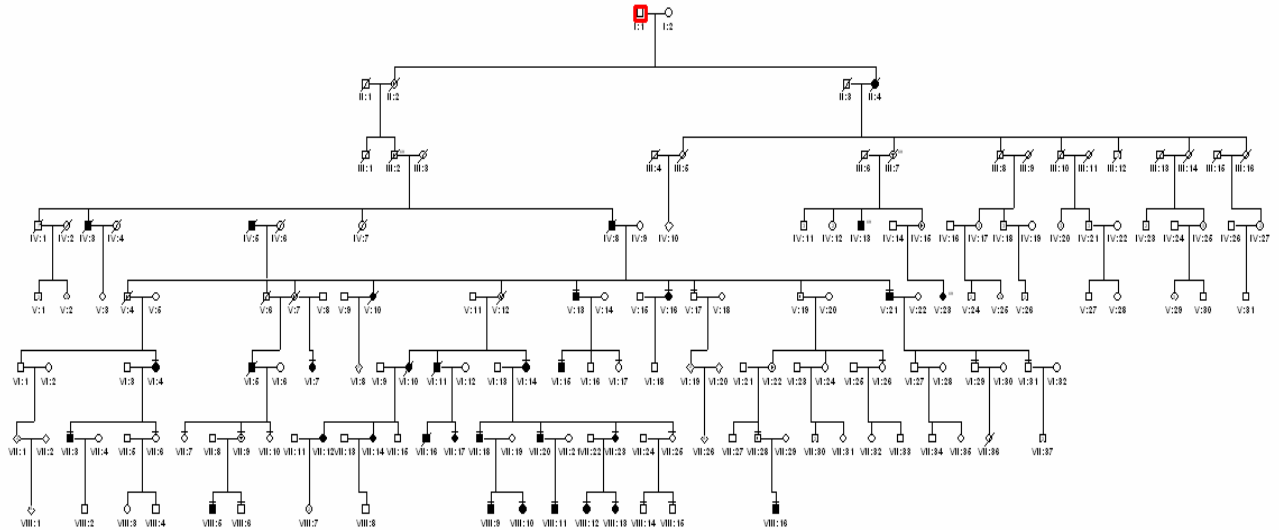 I:1 I:2
II:1 II:2 II:3 II:4
III:1 III:2 III:3 III:4 III:5 III:6 III:7 III:8 III:9 III:10 III:11 III:12 III:13 III:14 III:15 III:16
IV:1 IV:2 IV:3 IV:4 IV:5 IV:6 IV:7 IV:8 IV:9 IV:10 IV:11 IV:12 IV:13 IV:14 IV:15 IV:16 IV:17 IV:18 IV:19 IV:20 IV:21 IV:22 IV:23 IV:24 IV:25 IV:26 IV:27
V:1 V:2 V:3 V:4 V:5 V:6 V:7 V:8 V:9 V:10 V:11 V:12 V:13 V:14 V:15 V:16 V:17 V:18 V:19 V:20 V:21 V:22 V:23 V:24 V:25 V:26 V:27 V:28 V:29 V:30 V:31
VI:1 VI:2 VI:3 VI:4 VI:5 VI:6 VI:7 VI:8 VI:9 VI:10 VI:11 VI:12 VI:13 VI:14 VI:15 VI:16 VI:17 VI:18 VI:19 VI:20 VI:21 VI:22 VI:23 VI:24 VI:25 VI:26 VI:27 VI:28 VI:29 VI:30 VI:31 VI:32
VII:1 VII:2 VII:3 VII:4 VII:5 VII:6 VII:7 VII:8 VII:9 VII:10 VII:11 VII:12 VII:13 VII:14 VII:15 VII:16 VII:17 VII:18 VII:19 VII:20 VII:21 VII:22 VII:23 VII:24 VII:25 VII:26 VII:27 VII:28 VII:29 VII:30 VII:31 VII:32 VII:33 VII:34 VII:35 VII:36 VII:37
VIII:1 VIII:2 VIII:3 VIII:4 VIII:5 VIII:6 VIII:7 VIII:8 VIII:9 VIII:10 VIII:11 VIII:12 VIII:13 VIII:14 VIII:15 VIII:16